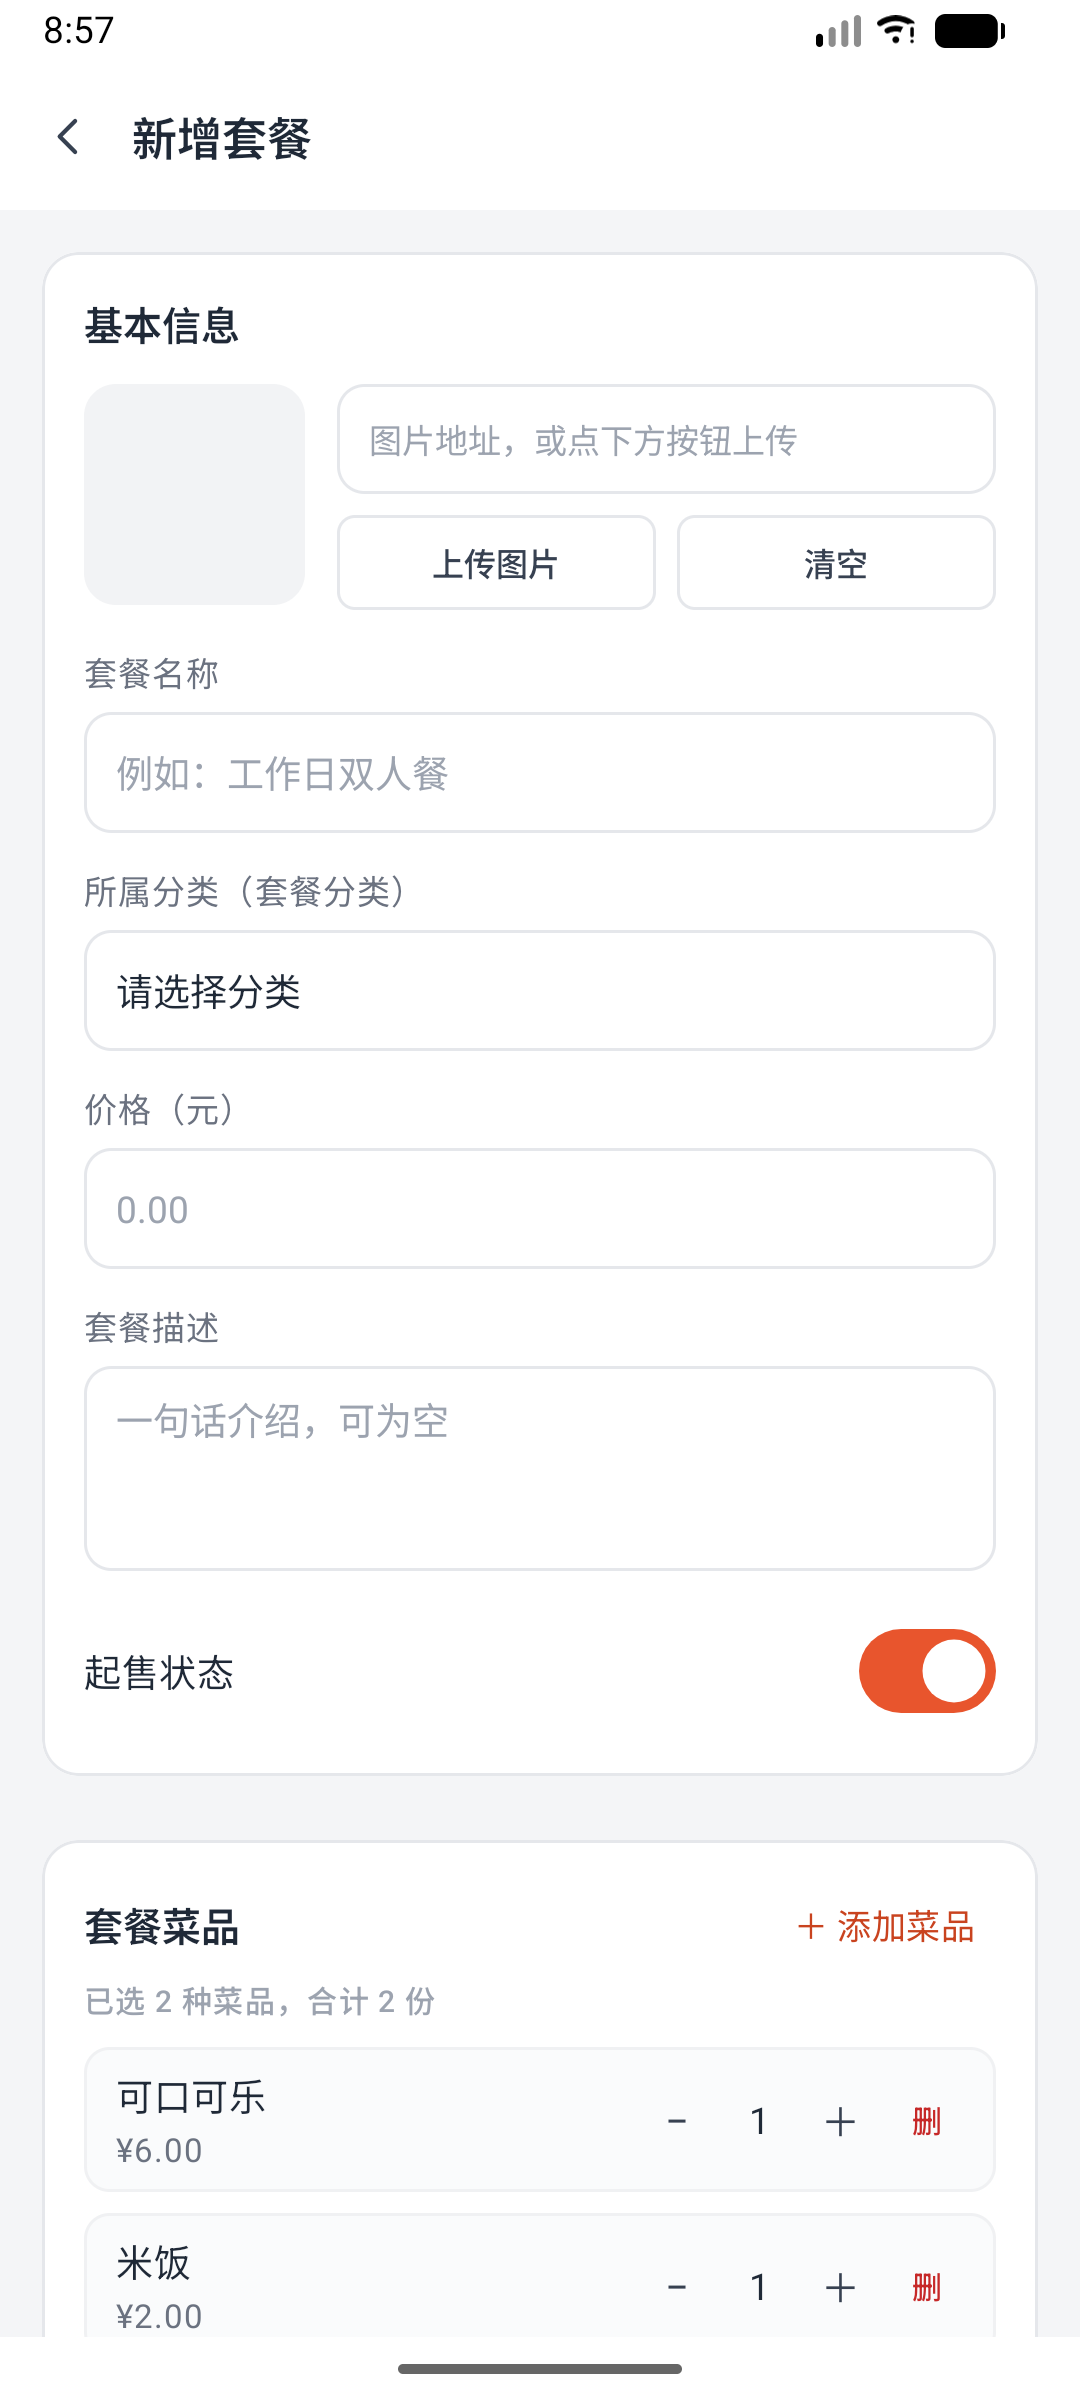 8:57
新增套餐
基本信息
图片地址，或点下方按钮上传
上传图片
清空
套餐名称
例如：工作日双人餐
所属分类（套餐分类）
请选择分类
价格（元）
0.00
套餐描述
一句话介绍，可为空
起售状态
套餐菜品
＋ 添加菜品
已选 2 种菜品，合计 2 份
可口可乐
¥6.00
－ 1 ＋ 删
米饭
¥2.00
－ 1 ＋ 删